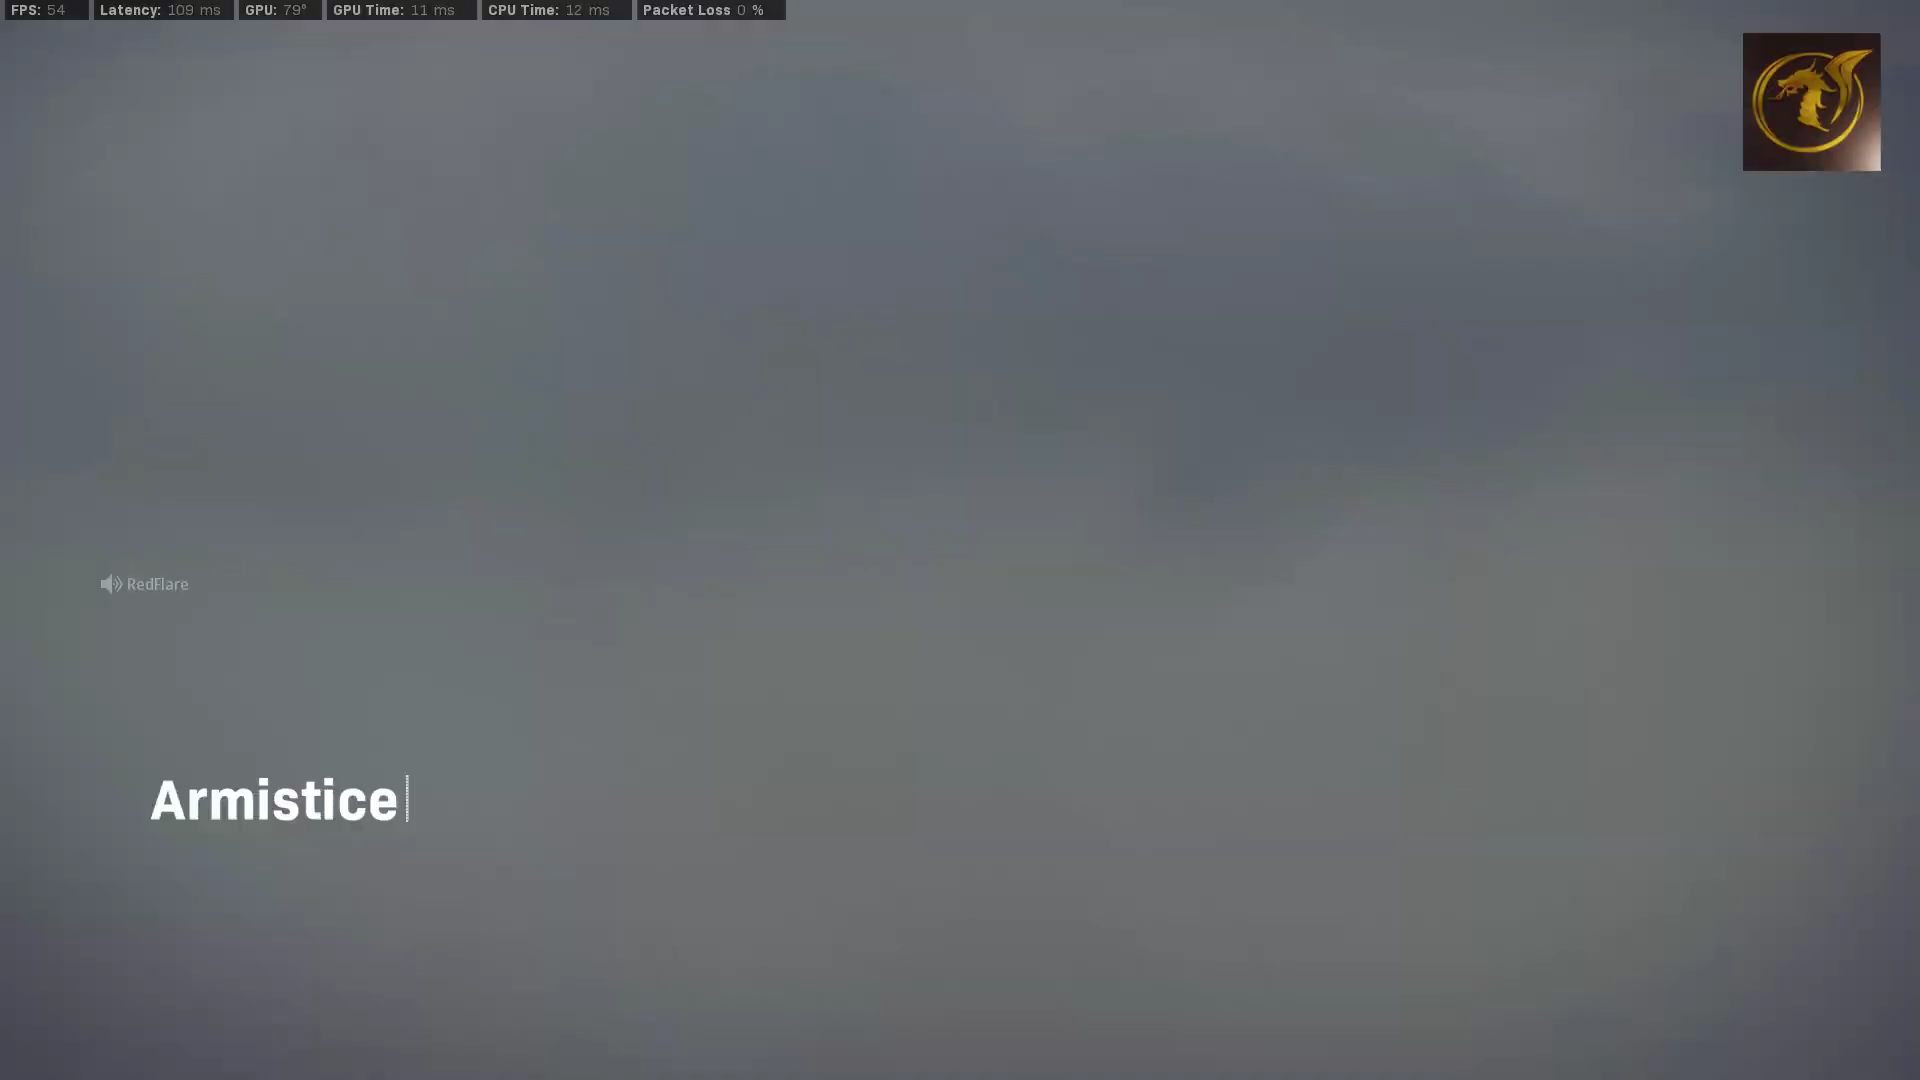 FPS: 54 Latency: 109 ms GPU: 79° GPU Time: 11 ms CPU Time: 12 ms Packet Loss 0 %
RedFlare
Armistice